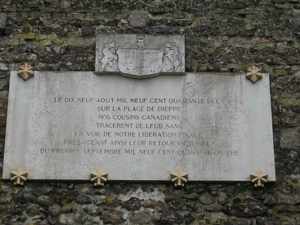 LE DIX NEUF AOUT MIL NEUF CENT QUARANTE DEUX
SUR LA PLAGE DE DIEPPE
NOS COUSINS CANADIENS
TRACERENT DE LEUR SANG
LA VOIE DE NOTRE LIBERATION FINALE
PRESAGEANT AINSI LEUR RETOUR VICTORIEUX
DU PREMIER SEPTEMBRE MIL NEUF CENT QUARANTE QUATRE